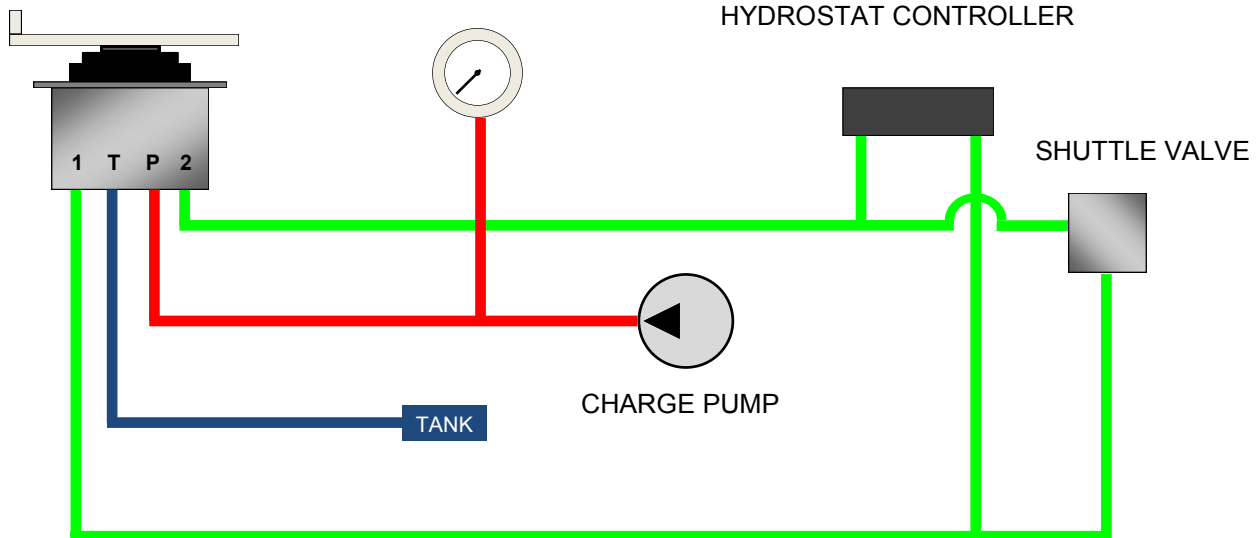 HYDROSTAT CONTROLLER
SHUTTLE VALVE
1 T P 2
CHARGE PUMP
TANK